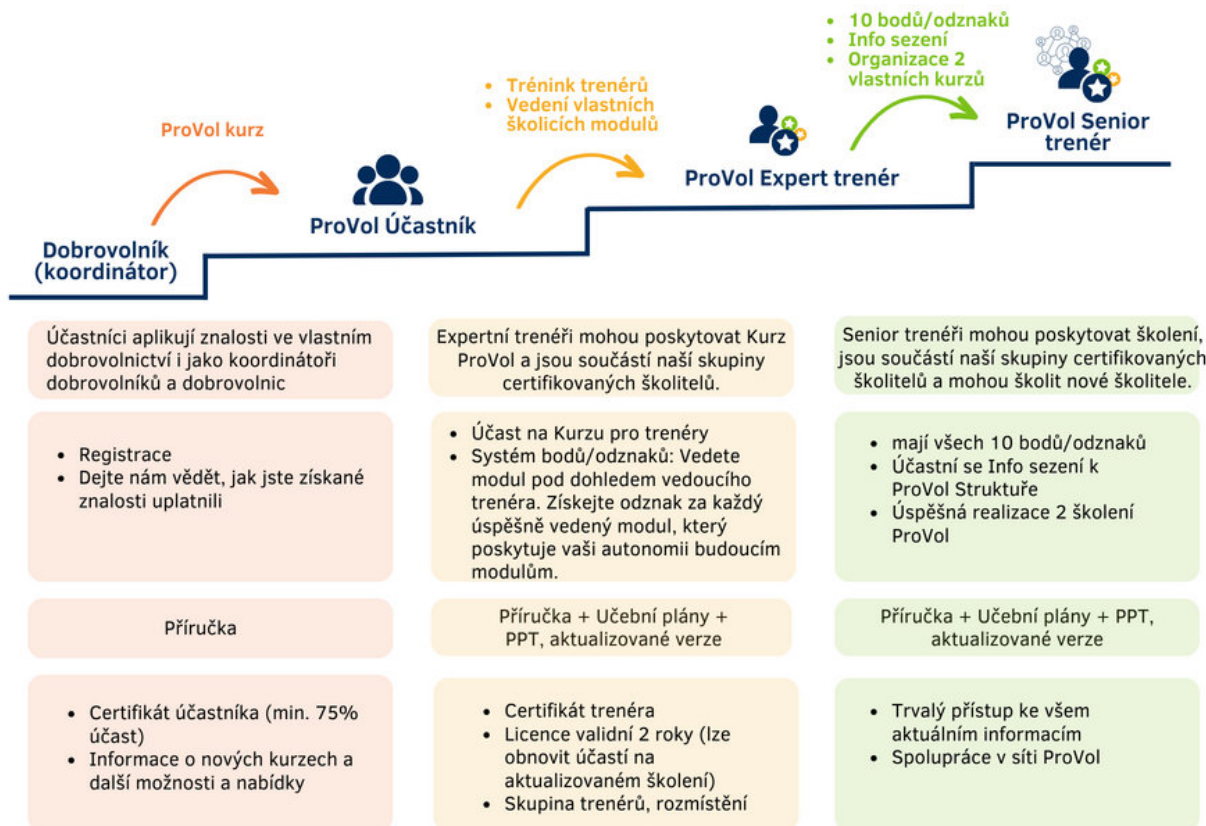 • 10 bodů/odznaků
• Info sezení
• Organizace 2
vlastních kurzů
ProVol Senior
trenér
• Trénink trenérů
• Vedení vlastních
školicích modulů
ProVol Expert trenér
ProVol kurz
ProVol Účastník
Dobrovolník
(koordinátor)
Účastníci aplikují znalosti ve vlastním
dobrovolnictví i jako koordinátoři
dobrovolníků a dobrovolnic
Expertní trenéři mohou poskytovat Kurz
ProVol a jsou součástí naší skupiny
certifikovaných školitelů.
Senior trenéři mohou poskytovat školení,
jsou součástí naší skupiny certifikovaných
školitelů a mohou školit nové školitele.
• Registrace
• Dejte nám vědět, jak jste získané
znalosti uplatnili
• Účast na Kurzu pro trenéry
• Systém bodů/odznaků: Vedete
modul pod dohledem vedoucího
trenéra. Získejte odznak za každý
úspěšně vedený modul, který
poskytuje vaši autonomii budoucím
modulům.
• mají všech 10 bodů/odznaků
• Účastní se Info sezení k
ProVol Struktuře
• Úspěšná realizace 2 školení
ProVol
Příručka
Příručka + Učební plány +
PPT, aktualizované verze
Příručka + Učební plány + PPT,
aktualizované verze
• Certifikát účastníka (min. 75%
účast)
• Informace o nových kurzech a
další možnosti a nabídky
• Certifikát trenéra
• Licence validní 2 roky (lze
obnovit účastí na
aktualizovaném školení)
• Skupina trenérů, rozmístění
• Trvalý přístup ke všem
aktuálním informacím
• Spolupráce v síti ProVol